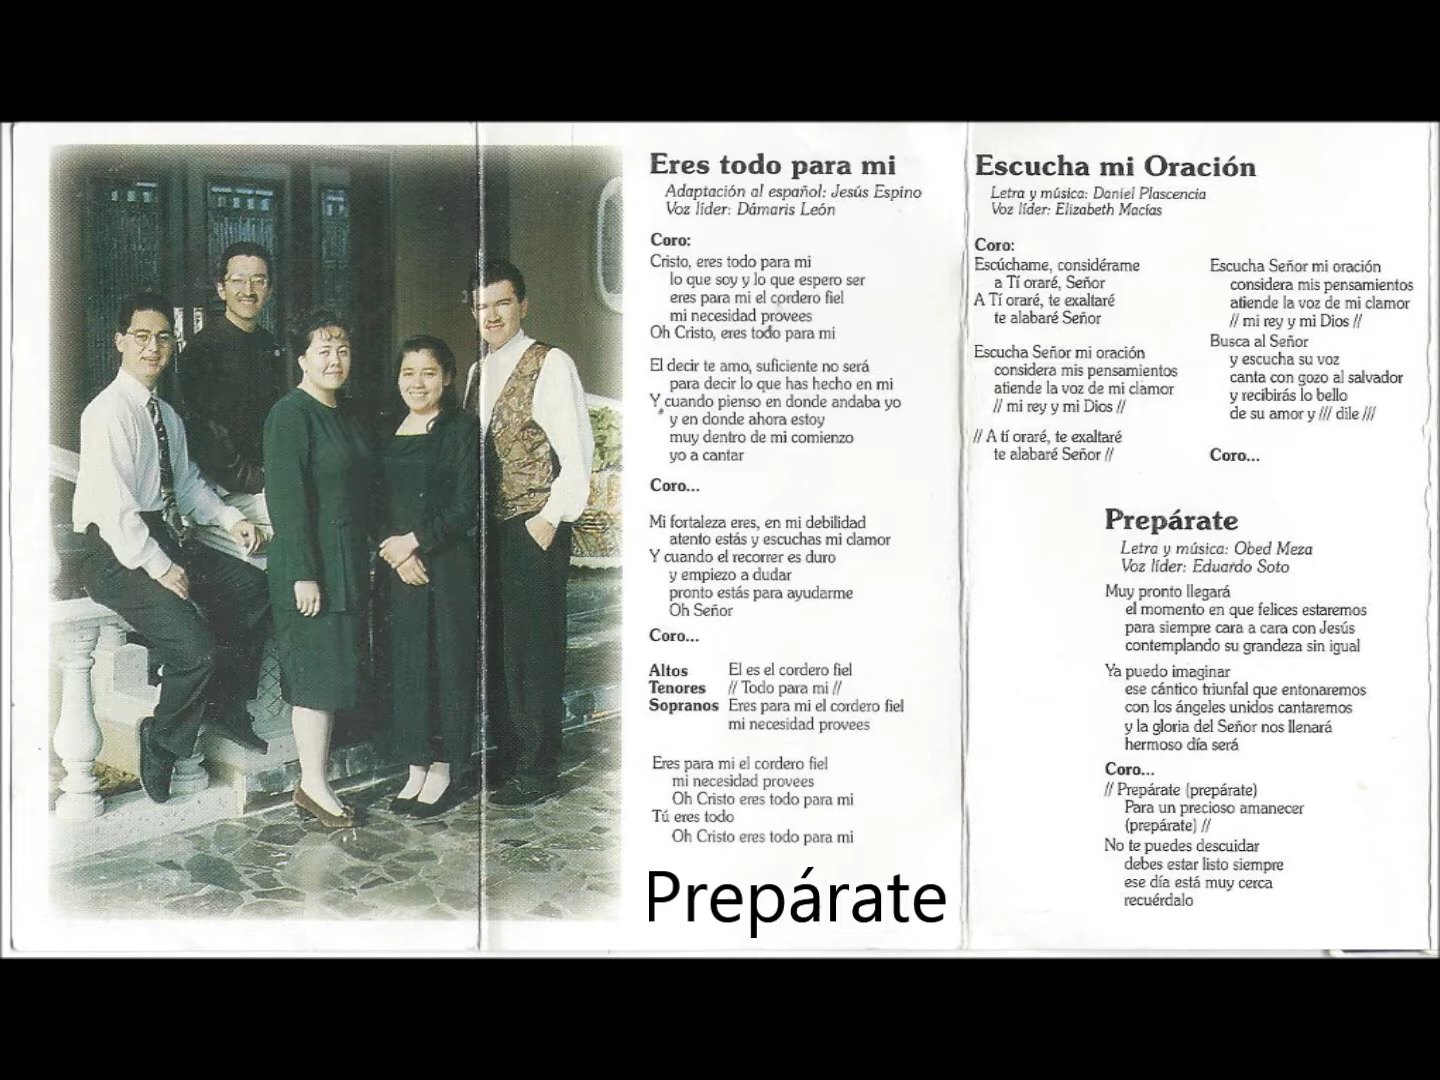 Eres todo para mi
Adaptación al español: Jesús Espino
Voz líder: Dámaris León
Coro:
Cristo, eres todo para mi
lo que soy y lo que espero ser
eres para mi el cordero fiel
mi necesidad provees
Oh Cristo, eres todo para mi
El decir te amo, suficiente no será
para decir lo que has hecho en mi
Y cuando pienso en donde andaba yo
y en donde ahora estoy
muy dentro de mi comienzo
yo a cantar
Coro...
Mi fortaleza eres, en mi debilidad
atento estás y escuchas mi clamor
Y cuando el recorrer es duro
y empiezo a dudar
pronto estás para ayudarme
Oh Señor
Coro...
Altos El es el cordero fiel
Tenores // Todo para mi //
Sopranos Eres para mi el cordero fiel
mi necesidad provees
Eres para mi el cordero fiel
mi necesidad provees
Oh Cristo eres todo para mi
Tú eres todo
Oh Cristo eres todo para mi
Prepárate
Escucha mi Oración
Letra y música: Daniel Plascencia
Voz líder: Elizabeth Macías
Coro:
Escúchame, considérame
a Tí oraré, Señor
A Tí oraré, te exaltaré
te alabaré Señor
Escucha Señor mi oración
considera mis pensamientos
atiende la voz de mi clamor
// mi rey y mi Dios //
// A tí oraré, te exaltaré
te alabaré Señor //
Escucha Señor mi oración
considera mis pensamientos
atiende la voz de mi clamor
// mi rey y mi Dios //
Busca al Señor
y escucha su voz
canta con gozo al salvador
y recibirás lo bello
de su amor y /// dile ///
Coro...
Prepárate
Letra y música: Obed Meza
Voz líder: Eduardo Soto
Muy pronto llegará
el momento en que felices estaremos
para siempre cara a cara con Jesús
contemplando su grandeza sin igual
Ya puedo imaginar
ese cántico triunfal que entonaremos
con los ángeles unidos cantaremos
y la gloria del Señor nos llenará
hermoso día será
Coro...
// Prepárate (prepárate)
Para un precioso amanecer
(prepárate) //
No te puedes descuidar
debes estar listo siempre
ese día está muy cerca
recuérdalo